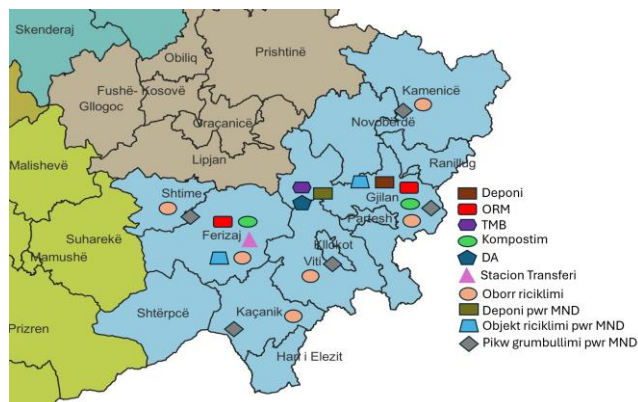 Skenderaj
Obiliq
Prishtinë
Fushë-Kosovë
Gllogoc
Kamenicë
Graçanicë
Novobërdë
Malishevë
Lipjan
Ranillug
Shtime
Gjilan
Partesh
Ferizaj
Suharekë
Mamushë
Kllokot
Viti
Shtërpcë
Kaçanik
Prizren
Hani i Elezit
Deponi
ORM
TMB
Kompostim
DA
Stacion Transferi
Oborr riciklimi
Deponi pwr MND
Objekt riciklimi pwr MND
Pikw grumbullimi pwr MND